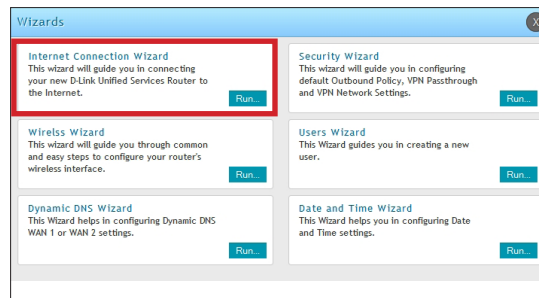 Wizards
X
Internet Connection Wizard
This wizard will guide you in connecting
your new D-Link Unified Services Router to
the Internet.
Run...
Security Wizard
This wizard will guide you in configuring
default Outbound Policy, VPN Passthrough
and VPN Network Settings.
Run...
Wirelss Wizard
This wizard will guide you through common
and easy steps to configure your router's
wireless interface.
Run...
Users Wizard
This Wizard guides you in creating a new
user.
Run...
Dynamic DNS Wizard
This Wizard helps in configuring Dynamic DNS
WAN 1 or WAN 2 settings.
Run...
Date and Time Wizard
This Wizard helps you in configuring Date
and Time settings.
Run...